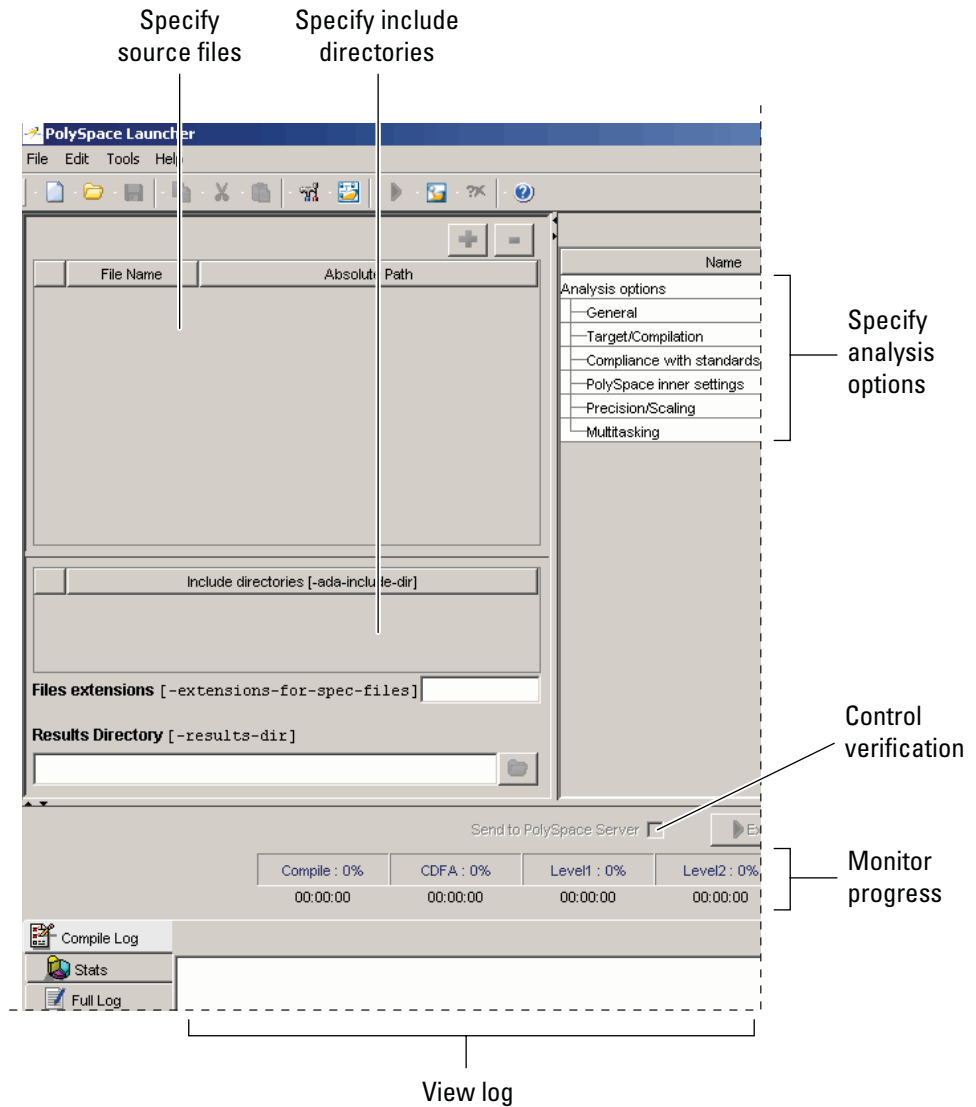 Specify
source files
Specify include
directories
PolySpace Launcher
File Edit Tools Help
Name
File Name Absolute Path
Analysis options
General
Target/Compilation
Compliance with standards
PolySpace inner settings
Precision/Scaling
Multitasking
Specify
analysis
options
Include directories [-ada-include-dir]
Files extensions [-extensions-for-spec-files]
Results Directory [-results-dir]
Control
verification
Send to PolySpace Server
Ex
Compile : 0% CDFA : 0% Level1 : 0% Level2 : 0%
00:00:00 00:00:00 00:00:00 00:00:00
Monitor
progress
Compile Log
Stats
Full Log
View log